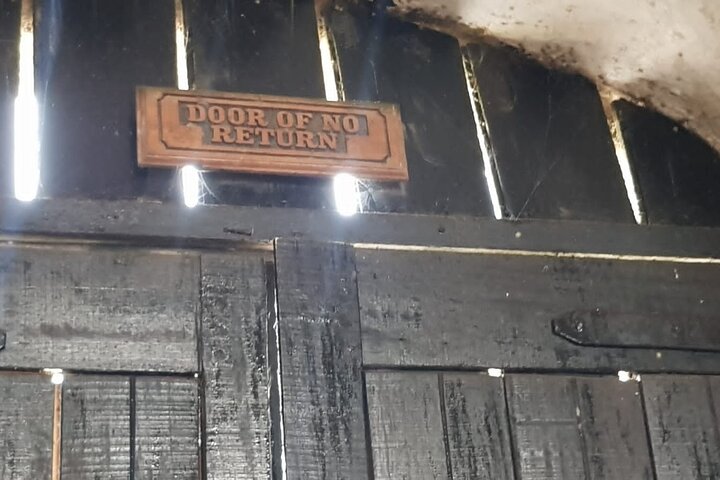 DOOR OF NO
RETURN